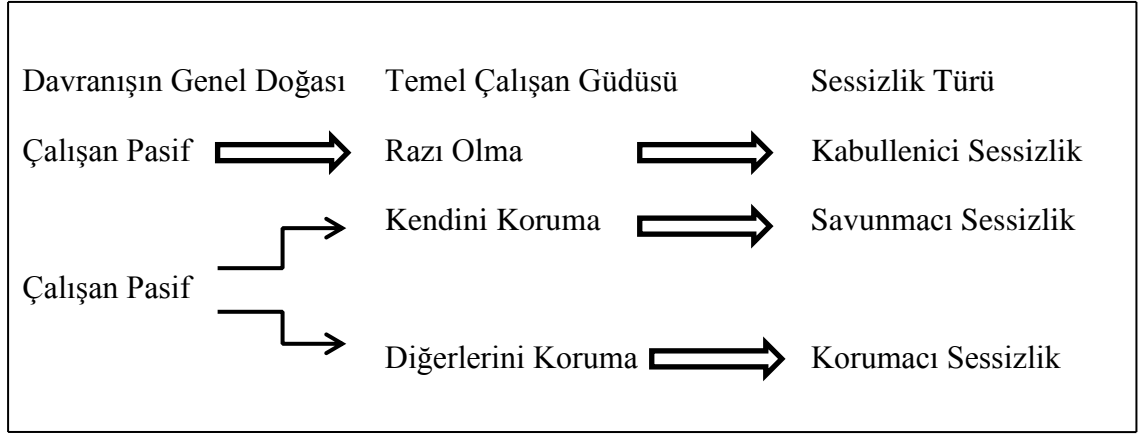 Davranışın Genel Doğası Temel Çalışan Güdüsü Sessizlik Türü
Çalışan Pasif Razı Olma Kabullenici Sessizlik
Kendini Koruma Savunmacı Sessizlik
Çalışan Pasif
Diğerlerini Koruma Korumacı Sessizlik